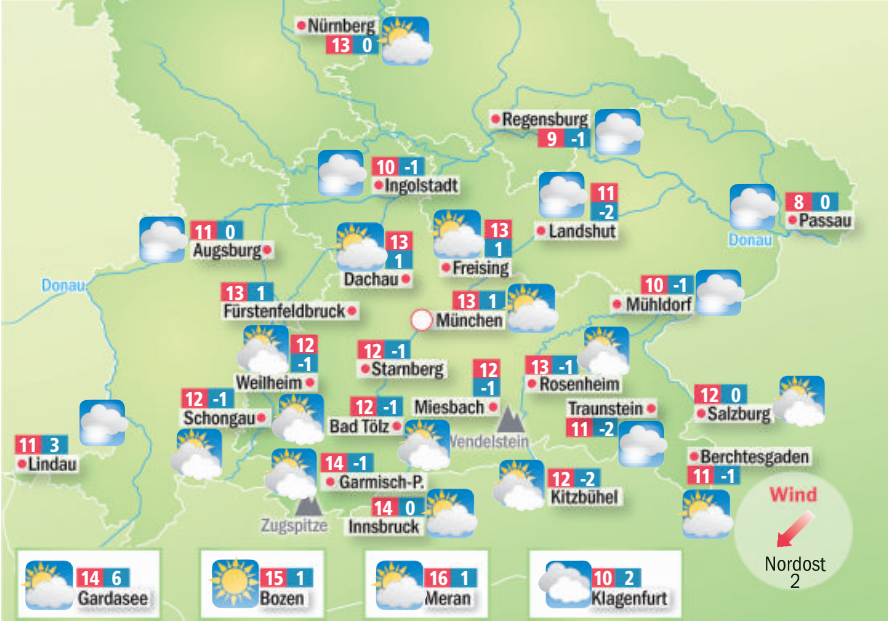 Nürnberg
13 0
Regensburg
9 -1
10 -1
Ingolstadt
11
-2
Landshut
8 0
Passau
Donau
11 0
Augsburg
13
1
Dachau
13
1
Freising
Donau
13 1
Fürstenfeldbruck
13 1
München
10 -1
Mühldorf
12
-1
Weilheim
12 -1
Starnberg
12
-1
Miesbach
13 -1
Rosenheim
12 -1
Schongau
12 -1
Bad Tölz
Wendelstein
Traunstein
11 -2
12 0
Salzburg
11 3
Lindau
14 -1
Garmisch-P.
Zugspitze
14 0
Innsbruck
12 -2
Kitzbühel
Berchtesgaden
11 -1
Wind
Nordost
2
14 6
Gardasee
15 1
Bozen
16 1
Meran
10 2
Klagenfurt